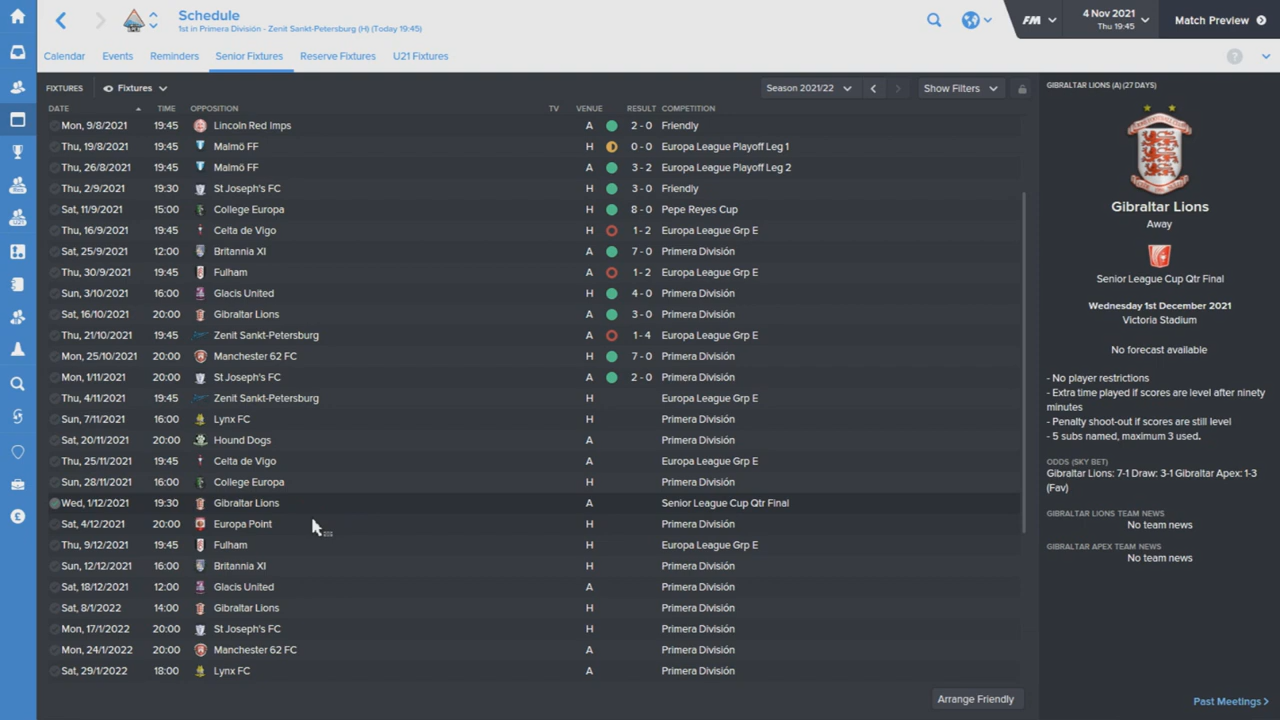 Schedule
1st in Primera División - Zenit Sankt-Petersburg (H) (Today 19:45)
FM
4 Nov 2021
Thu 19:45
Match Preview
Calendar Events Reminders Senior Fixtures Reserve Fixtures U21 Fixtures
?
FIXTURES Fixtures Season 2021/22 Show Filters
DATE TIME OPPOSITION TV VENUE RESULT COMPETITION
Mon, 9/8/2021 19:45 Lincoln Red Imps A 2 - 0 Friendly
Thu, 19/8/2021 19:45 Malmö FF H 0 - 0 Europa League Playoff Leg 1
Thu, 26/8/2021 19:45 Malmö FF A 3 - 2 Europa League Playoff Leg 2
Thu, 2/9/2021 19:30 St Joseph's FC H 3 - 0 Friendly
Sat, 11/9/2021 15:00 College Europa H 8 - 0 Pepe Reyes Cup
Thu, 16/9/2021 19:45 Celta de Vigo H 1 - 2 Europa League Grp E
Sat, 25/9/2021 12:00 Britannia XI A 7 - 0 Primera División
Thu, 30/9/2021 19:45 Fulham A 1 - 2 Europa League Grp E
Sun, 3/10/2021 16:00 Glacis United H 4 - 0 Primera División
Sat, 16/10/2021 20:00 Gibraltar Lions A 3 - 0 Primera División
Thu, 21/10/2021 19:45 Zenit Sankt-Petersburg A 1 - 4 Europa League Grp E
Mon, 25/10/2021 20:00 Manchester 62 FC H 7 - 0 Primera División
Mon, 1/11/2021 20:00 St Joseph's FC A 2 - 0 Primera División
Thu, 4/11/2021 19:45 Zenit Sankt-Petersburg H Europa League Grp E
Sun, 7/11/2021 16:00 Lynx FC H Primera División
Sat, 20/11/2021 20:00 Hound Dogs A Primera División
Thu, 25/11/2021 19:45 Celta de Vigo A Europa League Grp E
Sun, 28/11/2021 16:00 College Europa H Primera División
Wed, 1/12/2021 19:30 Gibraltar Lions A Senior League Cup Qtr Final
Sat, 4/12/2021 20:00 Europa Point H Primera División
Thu, 9/12/2021 19:45 Fulham H Europa League Grp E
Sun, 12/12/2021 16:00 Britannia XI H Primera División
Sat, 18/12/2021 12:00 Glacis United A Primera División
Sat, 8/1/2022 14:00 Gibraltar Lions H Primera División
Mon, 17/1/2022 20:00 St Joseph's FC H Primera División
Mon, 24/1/2022 20:00 Manchester 62 FC A Primera División
Sat, 29/1/2022 18:00 Lynx FC A Primera División
Arrange Friendly
GIBRALTAR LIONS (A) (27 DAYS)
Gibraltar Lions
Away
Senior League Cup Qtr Final
Wednesday 1st December 2021
Victoria Stadium
No forecast available
- No player restrictions
- Extra time played if scores are level after ninety
minutes
- Penalty shoot-out if scores are still level
- 5 subs named, maximum 3 used.
ODDS (SKY BET)
Gibraltar Lions: 7-1 Draw: 3-1 Gibraltar Apex: 1-3
(Fav)
GIBRALTAR LIONS TEAM NEWS
No team news
GIBRALTAR APEX TEAM NEWS
No team news
Past Meetings